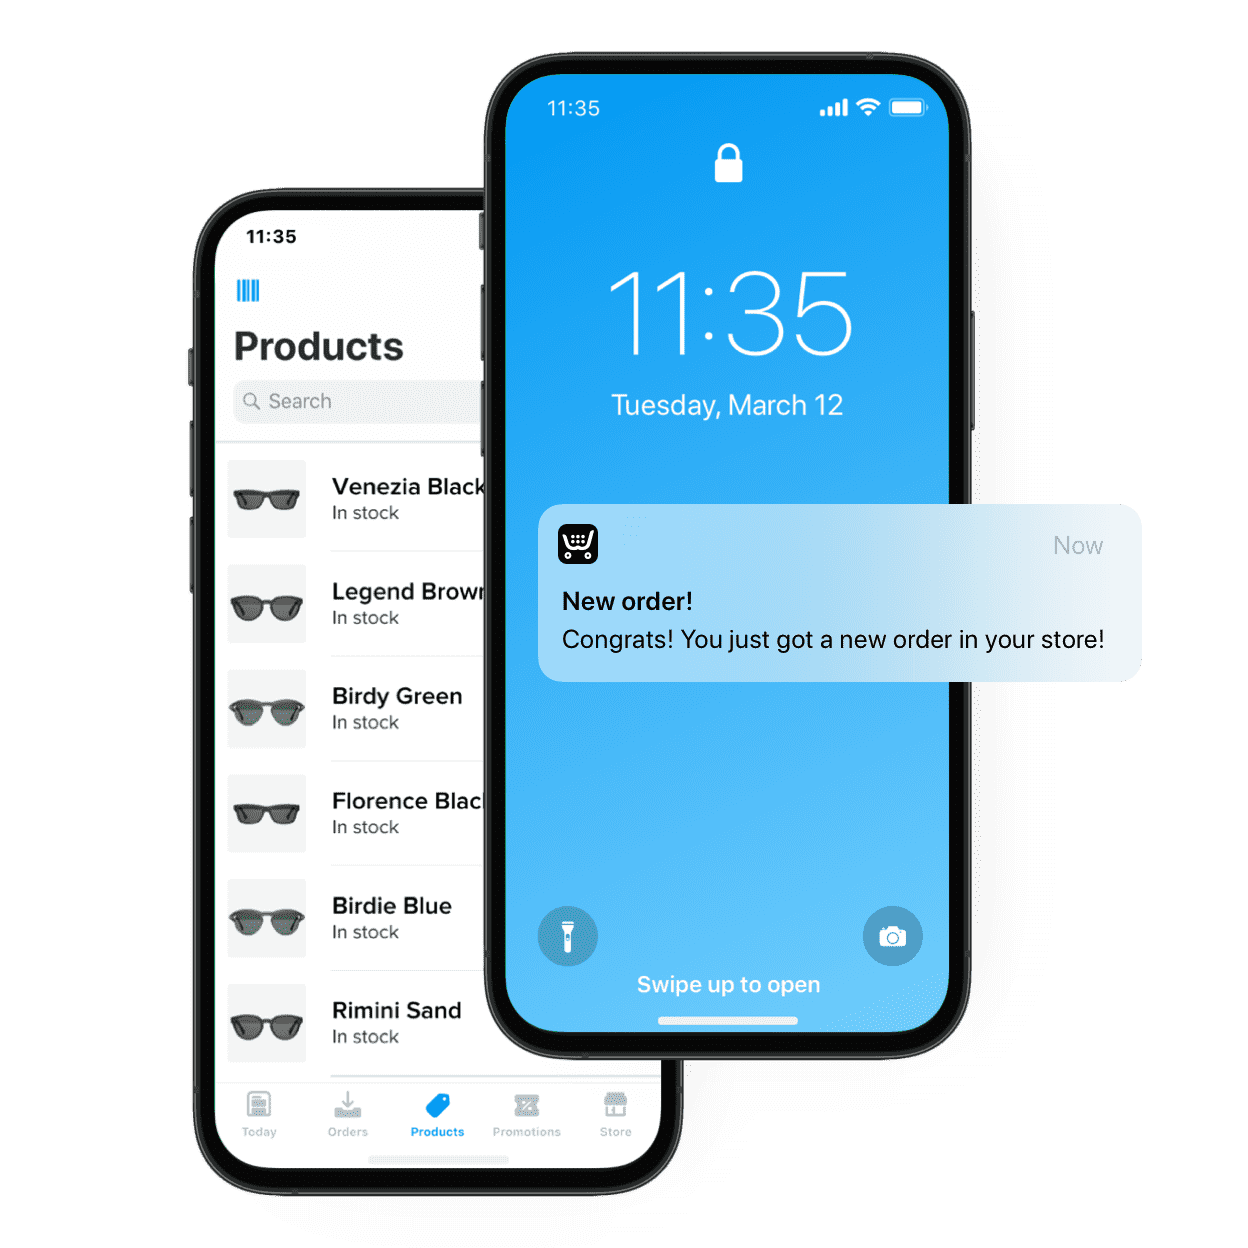 11:35
Products
Search
Venezia Black
In stock
Legend Brown
In stock
Birdy Green
In stock
Florence Blac
In stock
Birdie Blue
In stock
Rimini Sand
In stock
Today
Orders
Products
Promotions
Store
11:35
11:35
Tuesday, March 12
Now
New order!
Congrats! You just got a new order in your store!
Swipe up to open